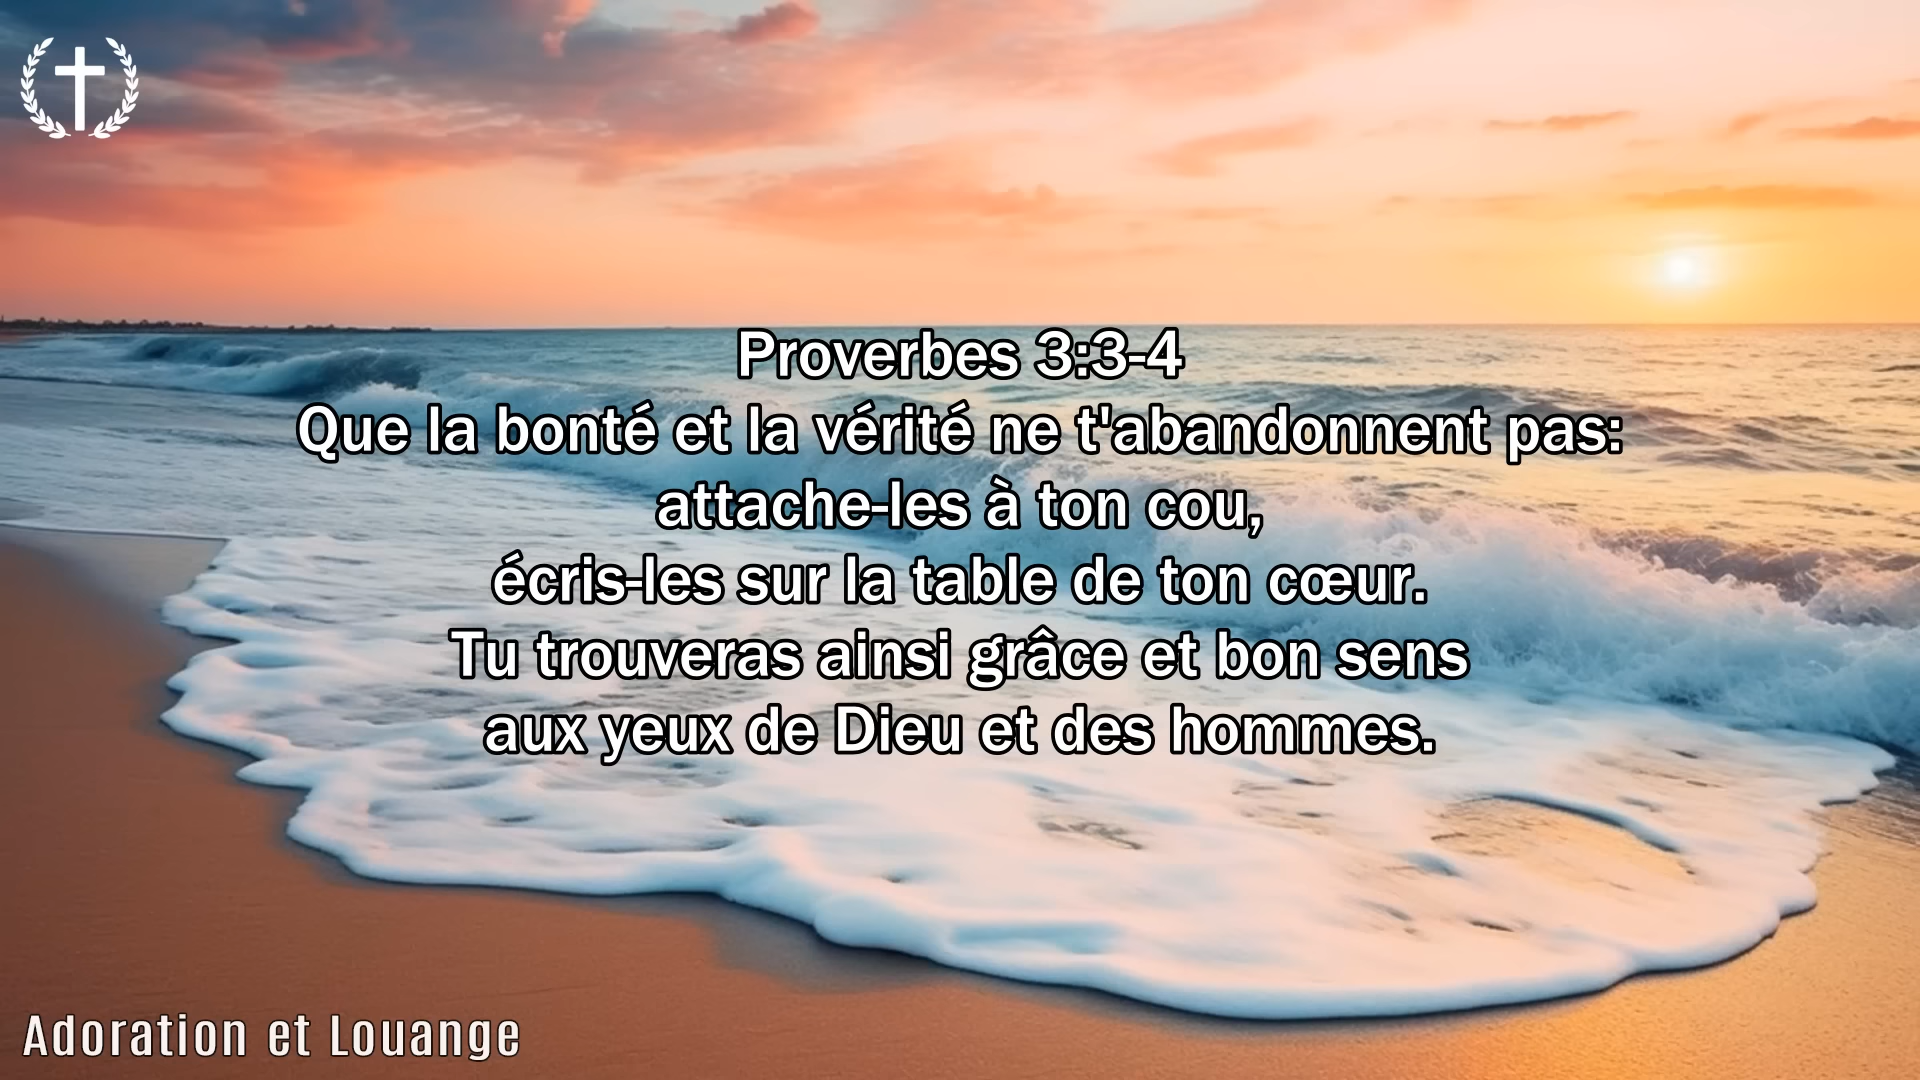 Proverbes 3:3-4
Que la bonté et la vérité ne t'abandonnent pas:
attache-les à ton cou,
écris-les sur la table de ton cœur.
Tu trouveras ainsi grâce et bon sens
aux yeux de Dieu et des hommes.
Adoration et Louange